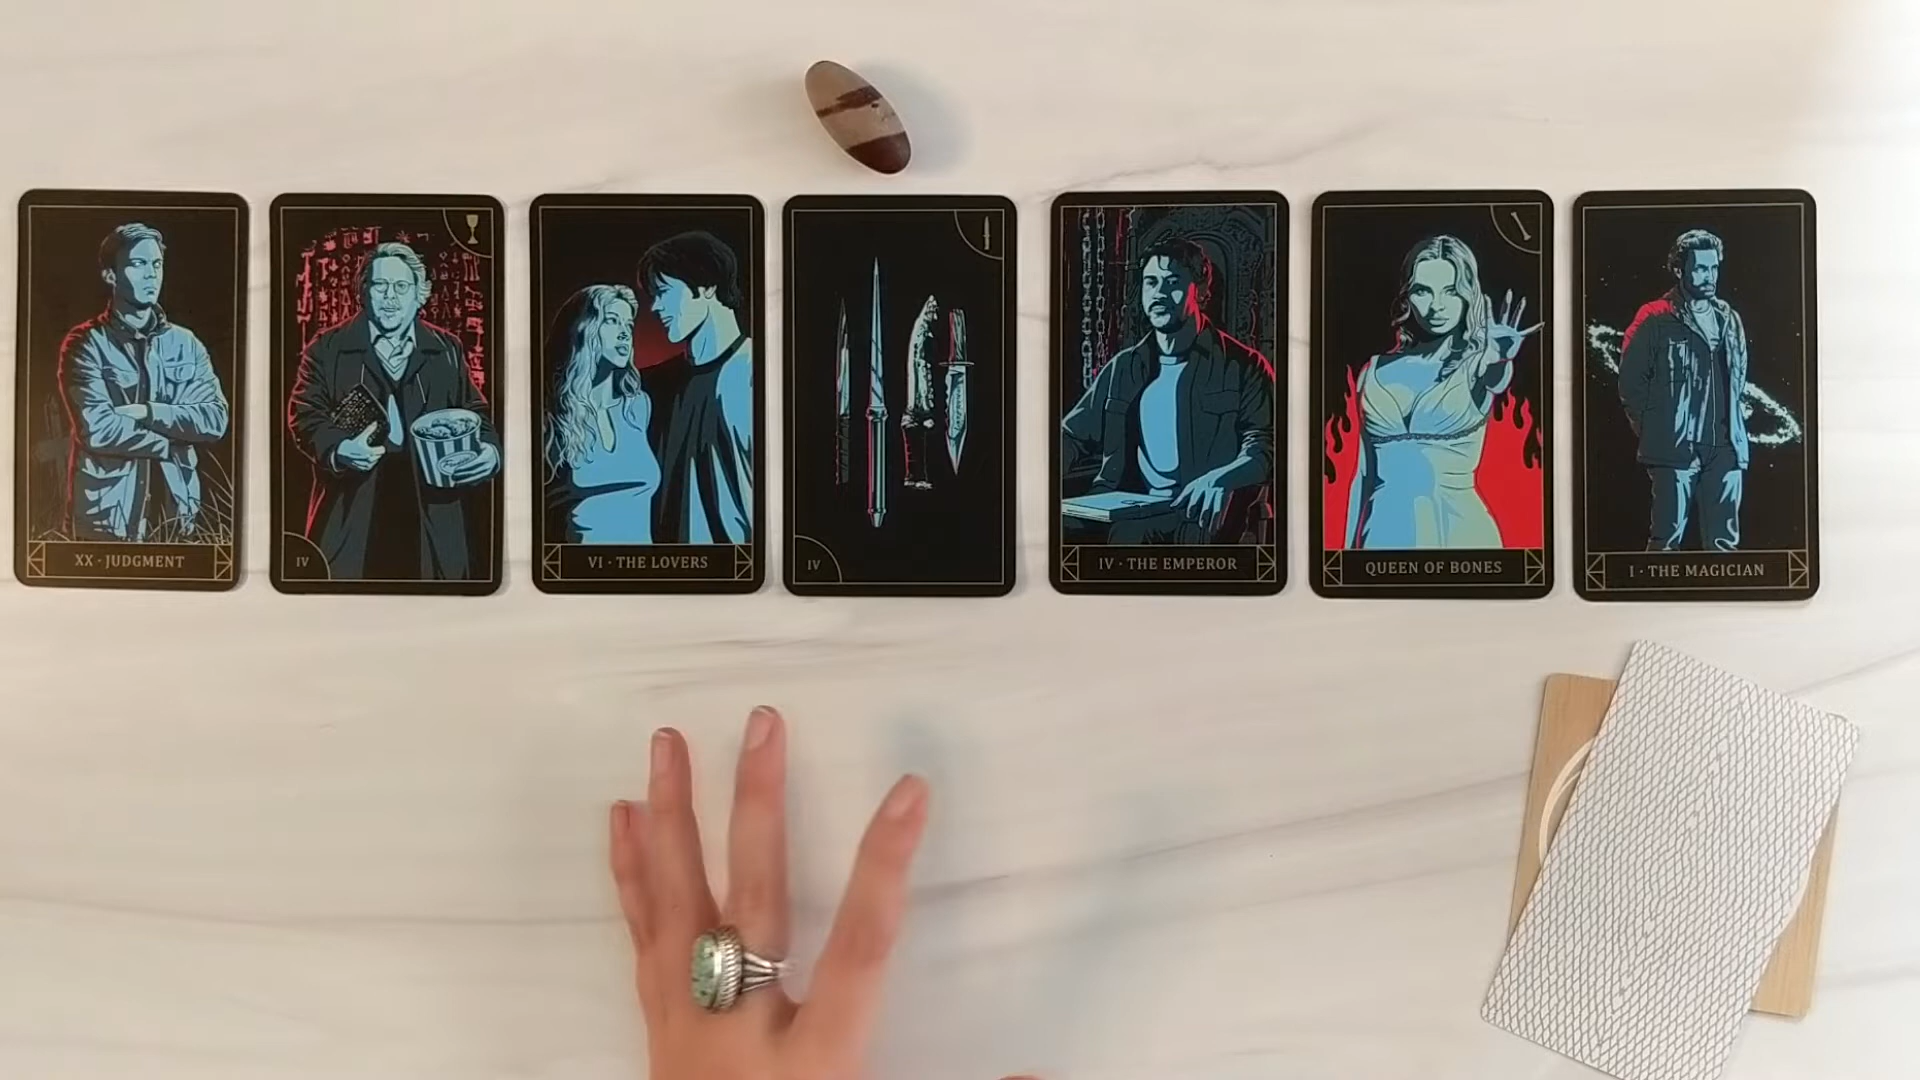 XX · JUDGMENT
IV
VI · THE LOVERS
IV
IV · THE EMPEROR
QUEEN OF BONES
I · THE MAGICIAN